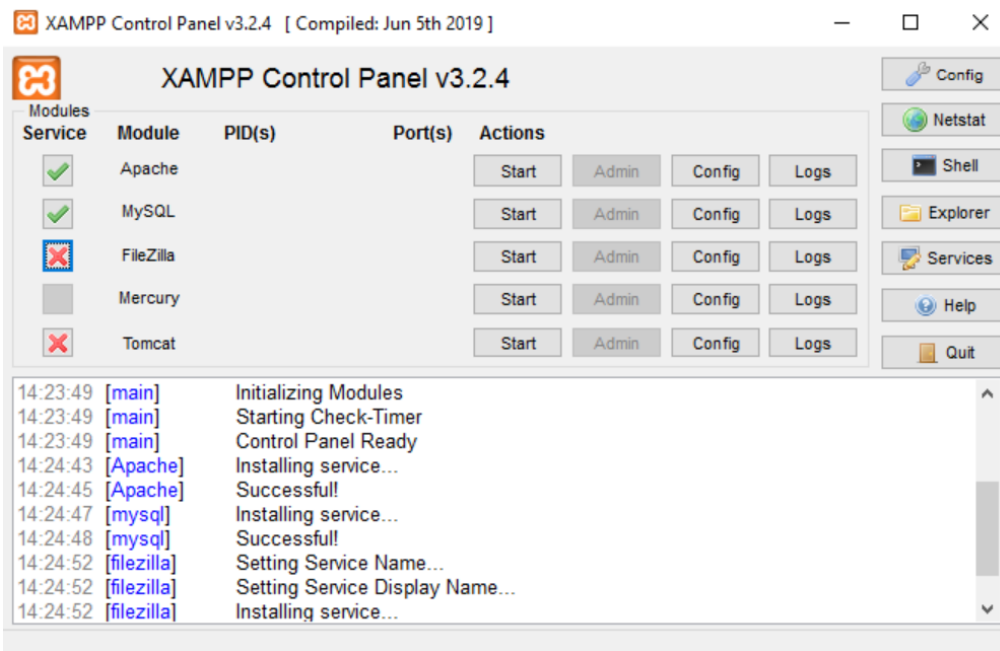 XAMPP Control Panel v3.2.4 [ Compiled: Jun 5th 2019 ]
XAMPP Control Panel v3.2.4
Config
Modules
Service Module PID(s) Port(s) Actions
Netstat
Apache Start Admin Config Logs
Shell
MySQL Start Admin Config Logs
Explorer
FileZilla Start Admin Config Logs
Services
Mercury Start Admin Config Logs
Help
Tomcat Start Admin Config Logs
Quit
14:23:49 [main] Initializing Modules
14:23:49 [main] Starting Check-Timer
14:23:49 [main] Control Panel Ready
14:24:43 [Apache] Installing service...
14:24:45 [Apache] Successful!
14:24:47 [mysql] Installing service...
14:24:48 [mysql] Successful!
14:24:52 [filezilla] Setting Service Name...
14:24:52 [filezilla] Setting Service Display Name...
14:24:52 [filezilla] Installing service...